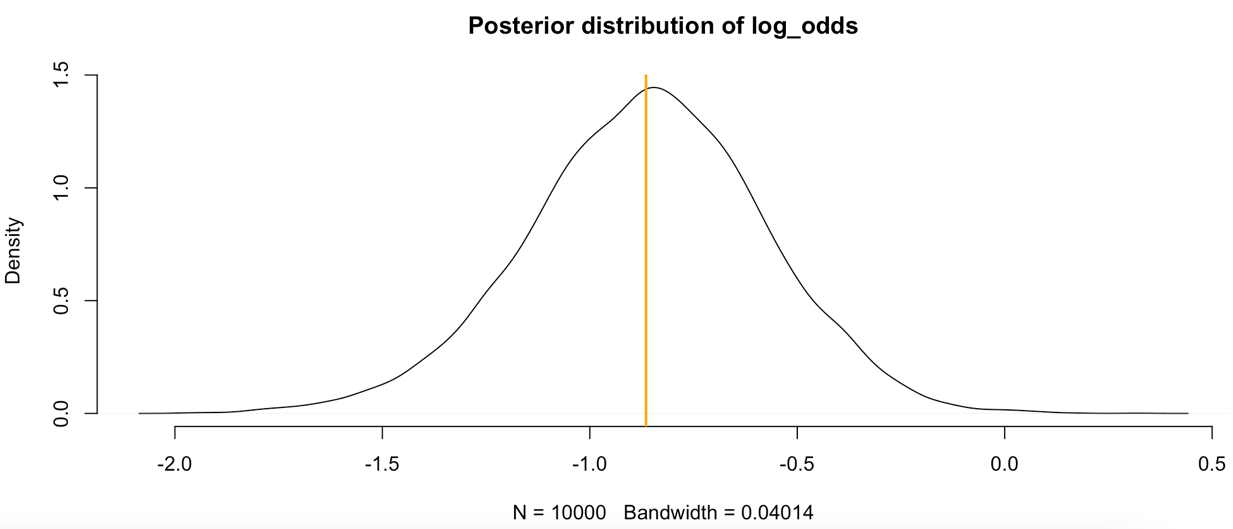 Posterior distribution of log_odds
1.5
1.0
0.5
0.0
Density
-2.0 -1.5 -1.0 -0.5 0.0 0.5
N = 10000 Bandwidth = 0.04014